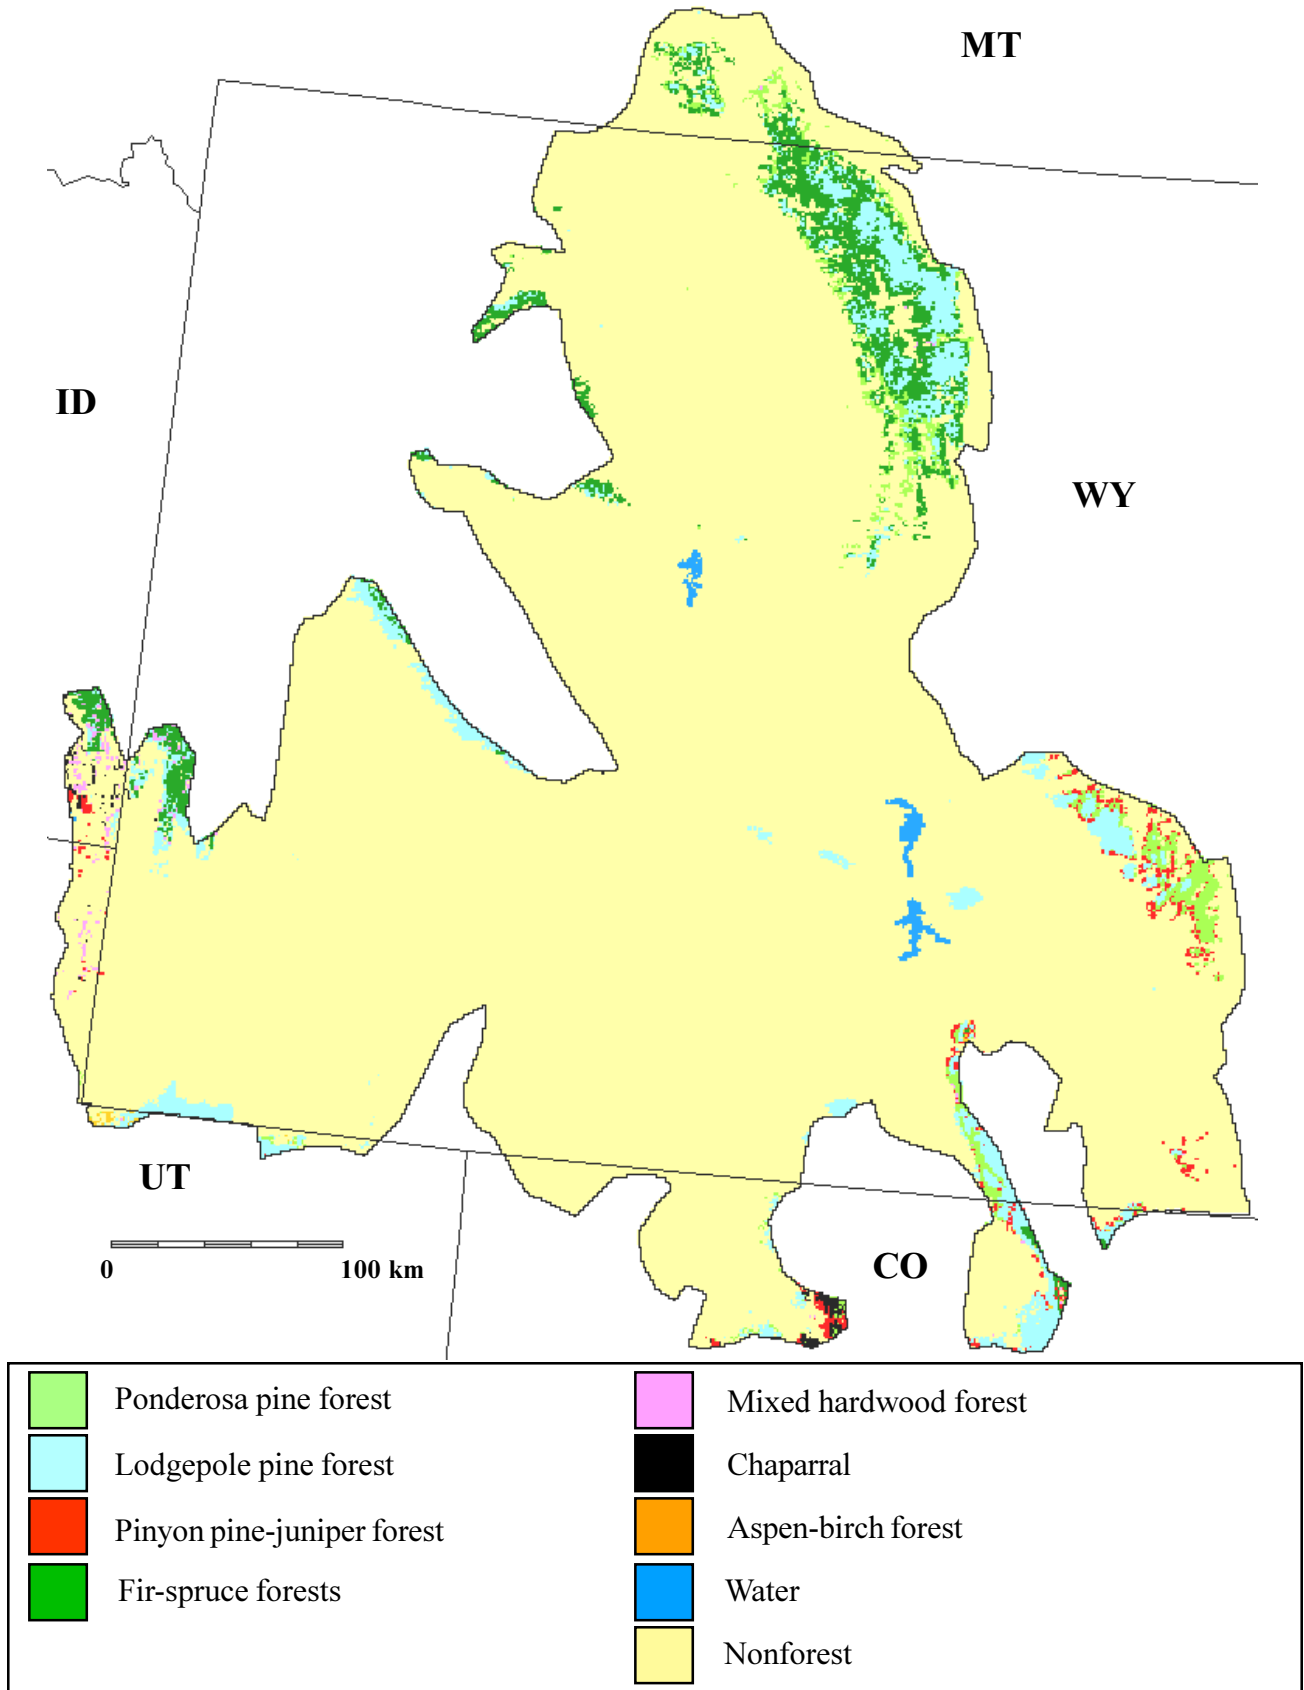 MT
ID
WY
UT
CO
0 100 km
Ponderosa pine forest
Lodgepole pine forest
Pinyon pine-juniper forest
Fir-spruce forests
Mixed hardwood forest
Chaparral
Aspen-birch forest
Water
Nonforest